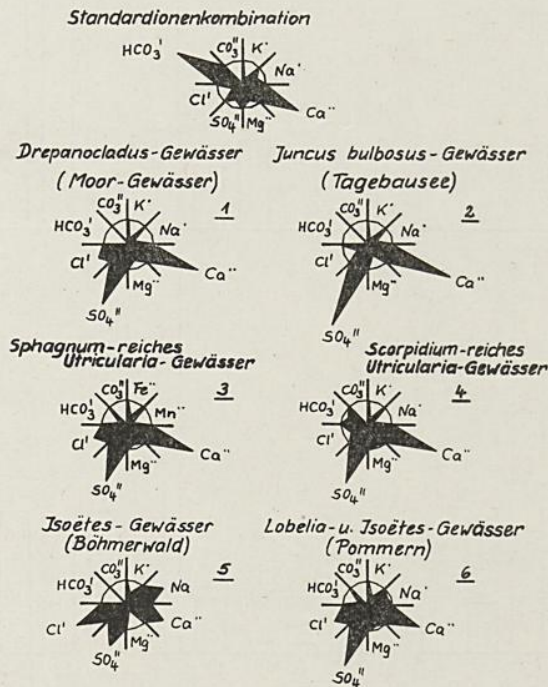 Standardionenkombination
HCO₃' CO₃'' K˙ Na˙
Cl' SO₄'' Mg¨ Ca¨
Drepanocladus-Gewässer
(Moor-Gewässer)
1
HCO₃' CO₃'' K˙ Na˙
Cl' SO₄'' Mg¨ Ca¨
Juncus bulbosus-Gewässer
(Tagebausee)
2
HCO₃' CO₃'' K˙ Na˙
Cl' SO₄'' Mg¨ Ca¨
Sphagnum-reiches
Utricularia-Gewässer
3
HCO₃' CO₃'' Fe¨ Mn¨
Cl' SO₄'' Mg¨ Ca¨
Scorpidium-reiches
Utricularia-Gewässer
4
HCO₃' CO₃'' K˙ Na˙
Cl' SO₄'' Mg¨ Ca¨
Isoëtes-Gewässer
(Böhmerwald)
5
HCO₃' CO₃'' K˙ Na
Cl' SO₄'' Mg¨ Ca¨
Lobelia-u. Isoëtes-Gewässer
(Pommern)
6
HCO₃' CO₃'' K˙ Na˙
Cl' SO₄'' Mg¨ Ca¨